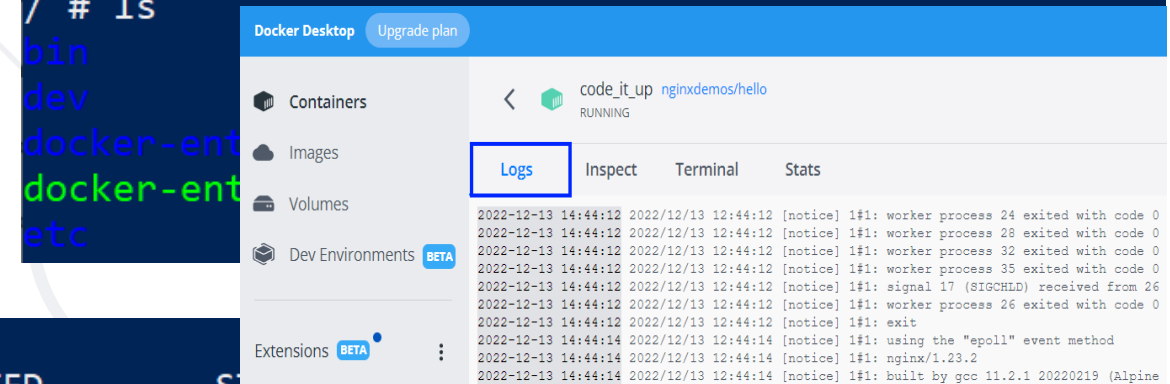 / # ls
bin
dev
docker-ent
docker-ent
etc
Docker Desktop Upgrade plan
Containers
Images
Volumes
Dev Environments BETA
Extensions BETA
code_it_up nginxdemos/hello
RUNNING
Logs Inspect Terminal Stats
2022-12-13 14:44:12 2022/12/13 12:44:12 [notice] 1#1: worker process 24 exited with code 0
2022-12-13 14:44:12 2022/12/13 12:44:12 [notice] 1#1: worker process 28 exited with code 0
2022-12-13 14:44:12 2022/12/13 12:44:12 [notice] 1#1: worker process 32 exited with code 0
2022-12-13 14:44:12 2022/12/13 12:44:12 [notice] 1#1: worker process 35 exited with code 0
2022-12-13 14:44:12 2022/12/13 12:44:12 [notice] 1#1: signal 17 (SIGCHLD) received from 26
2022-12-13 14:44:12 2022/12/13 12:44:12 [notice] 1#1: worker process 26 exited with code 0
2022-12-13 14:44:12 2022/12/13 12:44:12 [notice] 1#1: exit
2022-12-13 14:44:14 2022/12/13 12:44:14 [notice] 1#1: using the "epoll" event method
2022-12-13 14:44:14 2022/12/13 12:44:14 [notice] 1#1: nginx/1.23.2
2022-12-13 14:44:14 2022/12/13 12:44:14 [notice] 1#1: built by gcc 11.2.1 20220219 (Alpine